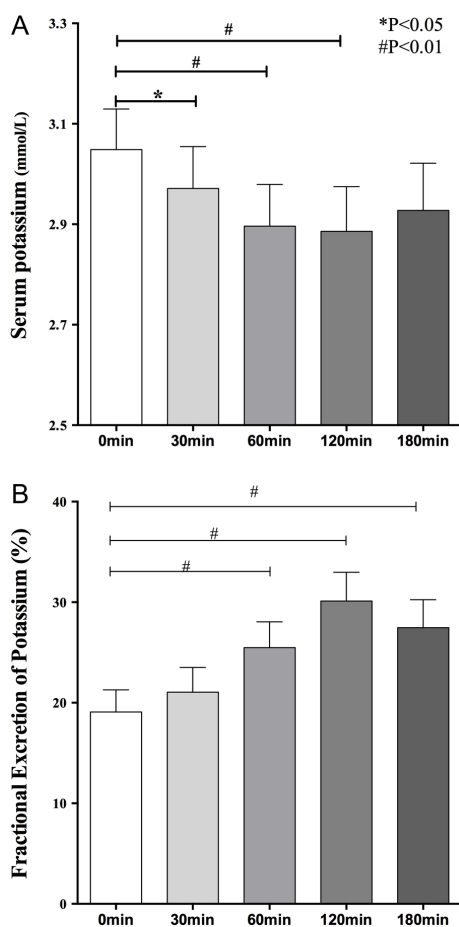 A
*P<0.05
#P<0.01
#
#
*
Serum potassium (mmol/L)
3.3
3.1
2.9
2.7
2.5
0min 30min 60min 120min 180min
B
#
#
#
Fractional Excretion of Potassium (%)
40
30
20
10
0
0min 30min 60min 120min 180min